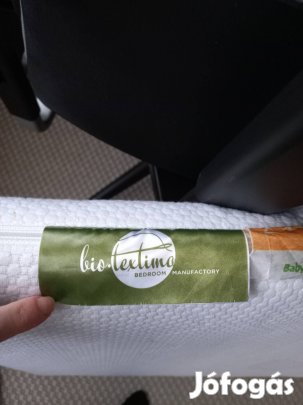 bio-textima
BEDROOM MANUFACTORY
Baby
Jófogás